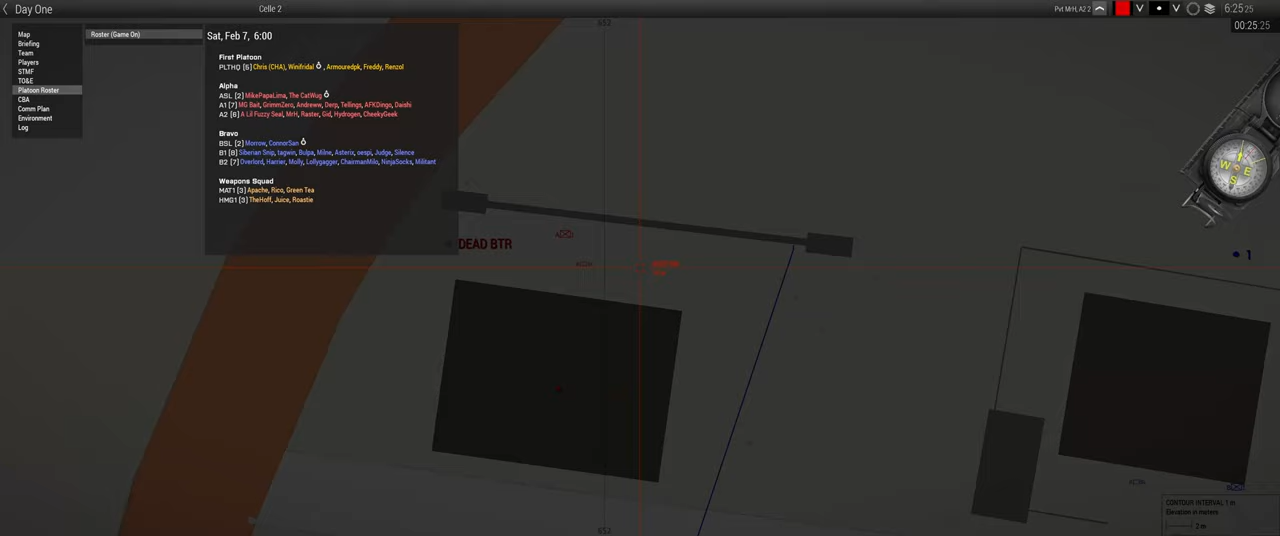 Day One
Celle 2
Pvt MrH, A2 2
6:25:25
00:25:25
Map
Briefing
Team
Players
STMF
TO&E
Platoon Roster
CBA
Comm Plan
Environment
Log
Roster (Game On)
Sat, Feb 7, 6:00
First Platoon
PLTHQ [5] Chris (CHA), Winifridal, Armouredpk, Freddy, Renzol
Alpha
ASL [2] MikePapaLima, The CatWug
A1 [7] MG Bait, GrimmZero, Andreww, Derp, Tellings, AFKDingo, Daishi
A2 [6] A Lil Fuzzy Seal, MrH, Raster, Gid, Hydrogen, CheekyGeek
Bravo
BSL [2] Morrow, ConnorSan
B1 [8] Siberian Snip, tagwin, Bulpa, Milne, Asterix, oespi, Judge, Silence
B2 [7] Overlord, Harrier, Molly, Lollygagger, ChairmanMilo, NinjaSocks, Militant
Weapons Squad
MAT1 [3] Apache, Rico, Green Tea
HMG1 [3] TheHoff, Juice, Roastie
653
DEAD BTR
W E
S
1
653
CONTOUR INTERVAL 1 m
Elevation in meters
2 m